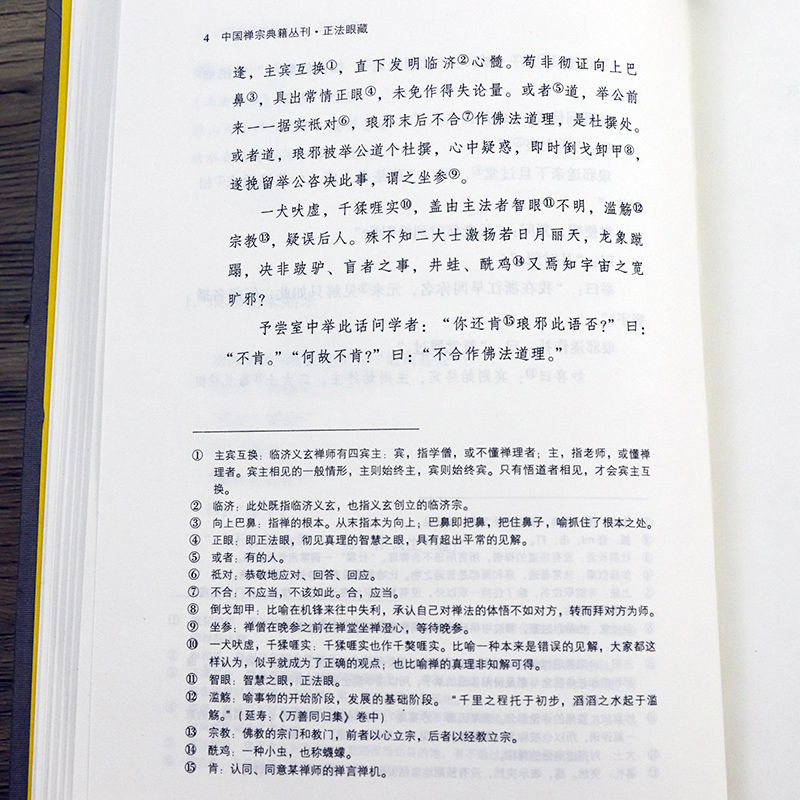 4 中国禅宗典籍丛刊·正法眼藏
逢，主宾互换①，直下发明临济②心髓。苟非彻证向上巴
鼻③，具出常情正眼④，未免作得失论量。或者⑤道，举公前
来一一据实祇对⑥，琅邪末后不合⑦作佛法道理，是杜撰处。
或者道，琅邪被举公道个杜撰，心中疑惑，即时倒戈卸甲⑧，
遂挽留举公咨决此事，谓之坐参⑨。
一犬吠虚，千猱啀实⑩，盖由主法者智眼⑪不明，滥觞⑫
宗教⑬，疑误后人。殊不知二大士激扬若日月丽天，龙象蹴
蹋，决非跛驴、盲者之事，井蛙、酰鸡⑭又焉知宇宙之宽
旷邪？
予尝室中举此话问学者：“你还肯⑮琅邪此语否？”曰：
“不肯。”“何故不肯？”曰：“不合作佛法道理。”
① 主宾互换：临济义玄禅师有四宾主：宾，指学僧，或不懂禅理者；主，指老师，或懂禅
理者。宾主相见的一般情形，主则始终主，宾则始终宾。只有悟道者相见，才会宾主互
换。
② 临济：此处既指临济义玄，也指义玄创立的临济宗。
③ 向上巴鼻：指禅的根本。从末指本为向上；巴鼻即把鼻，把住鼻子，喻抓住了根本之处。
④ 正眼：即正法眼，彻见真理的智慧之眼，具有超出平常的见解。
⑤ 或者：有的人。
⑥ 祇对：恭敬地应对、回答、回应。
⑦ 不合：不应当，不该如此。合，应当。
⑧ 倒戈卸甲：比喻在机锋来往中失利，承认自己对禅法的体悟不如对方，转而拜对方为师。
⑨ 坐参：禅僧在晚参之前在禅堂坐禅澄心，等待晚参。
⑩ 一犬吠虚，千猱啀实：千猱啀实也作千獒啀实。比喻一种本来是错误的见解，大家都这
样认为，似乎就成为了正确的观点；也比喻禅的真理非知解可得。
⑪ 智眼：智慧之眼，正法眼。
⑫ 滥觞：喻事物的开始阶段，发展的基础阶段。“千里之程托于初步，滔滔之水起于滥
觞。”（延寿：《万善同归集》卷中）
⑬ 宗教：佛教的宗门和教门，前者以心立宗，后者以经教立宗。
⑭ 酰鸡：一种小虫，也称蠛蠓。
⑮ 肯：认同、同意某禅师的禅言禅机。